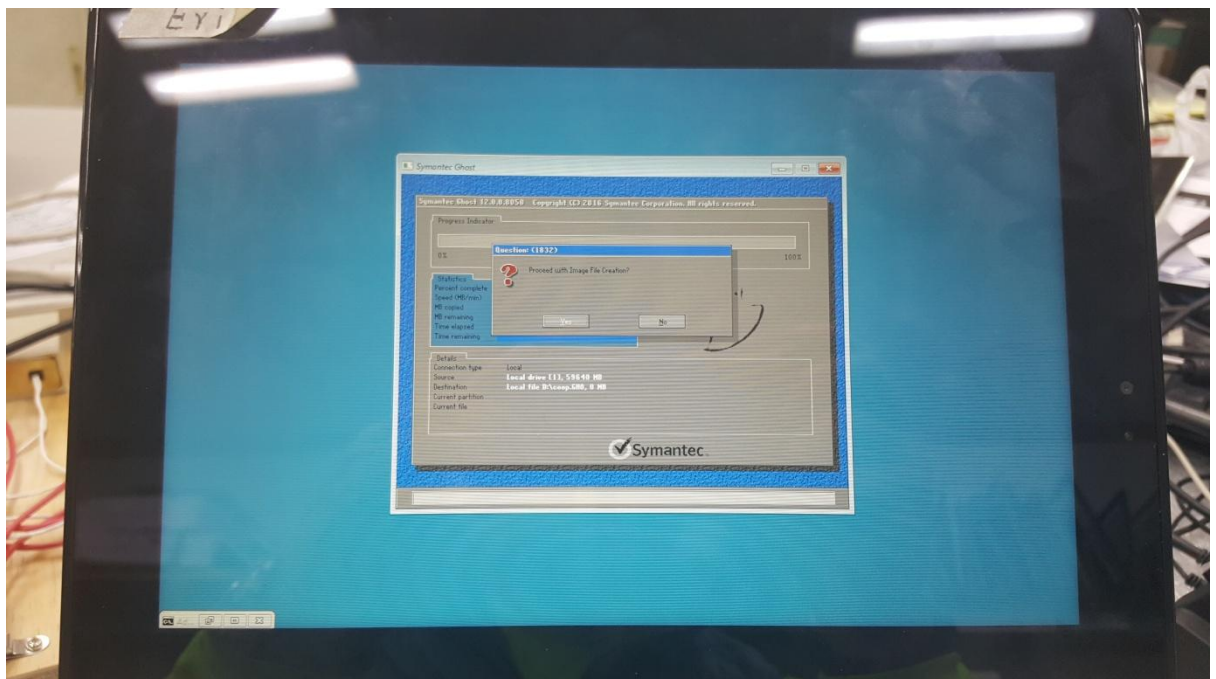 Eri
Symantec Ghost
Symantec Ghost 12.0.0.8050 Copyright (C) 2016 Symantec Corporation. All rights reserved.
Progress Indicator
0%
100%
Question: (1832)
Proceed with Image File Creation?
Yes
No
Statistics
Percent complete
Speed (MB/min)
MB copied
MB remaining
Time elapsed
Time remaining
Details
Connection type Local
Source Local drive [1], 59640 MB
Destination Local file D:\coop.GHO, 0 MB
Current partition
Current file
Symantec.